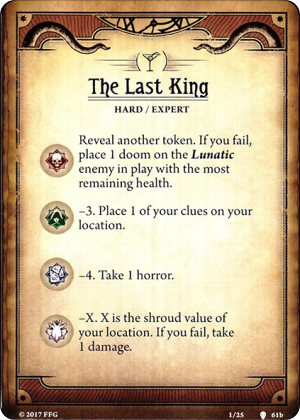 The Last King
HARD / EXPERT
Reveal another token. If you fail,
place 1 doom on the Lunatic
enemy in play with the most
remaining health.
–3. Place 1 of your clues on your
location.
–4. Take 1 horror.
–X. X is the shroud value of
your location. If you fail, take
1 damage.
© 2017 FFG 1/25 61b